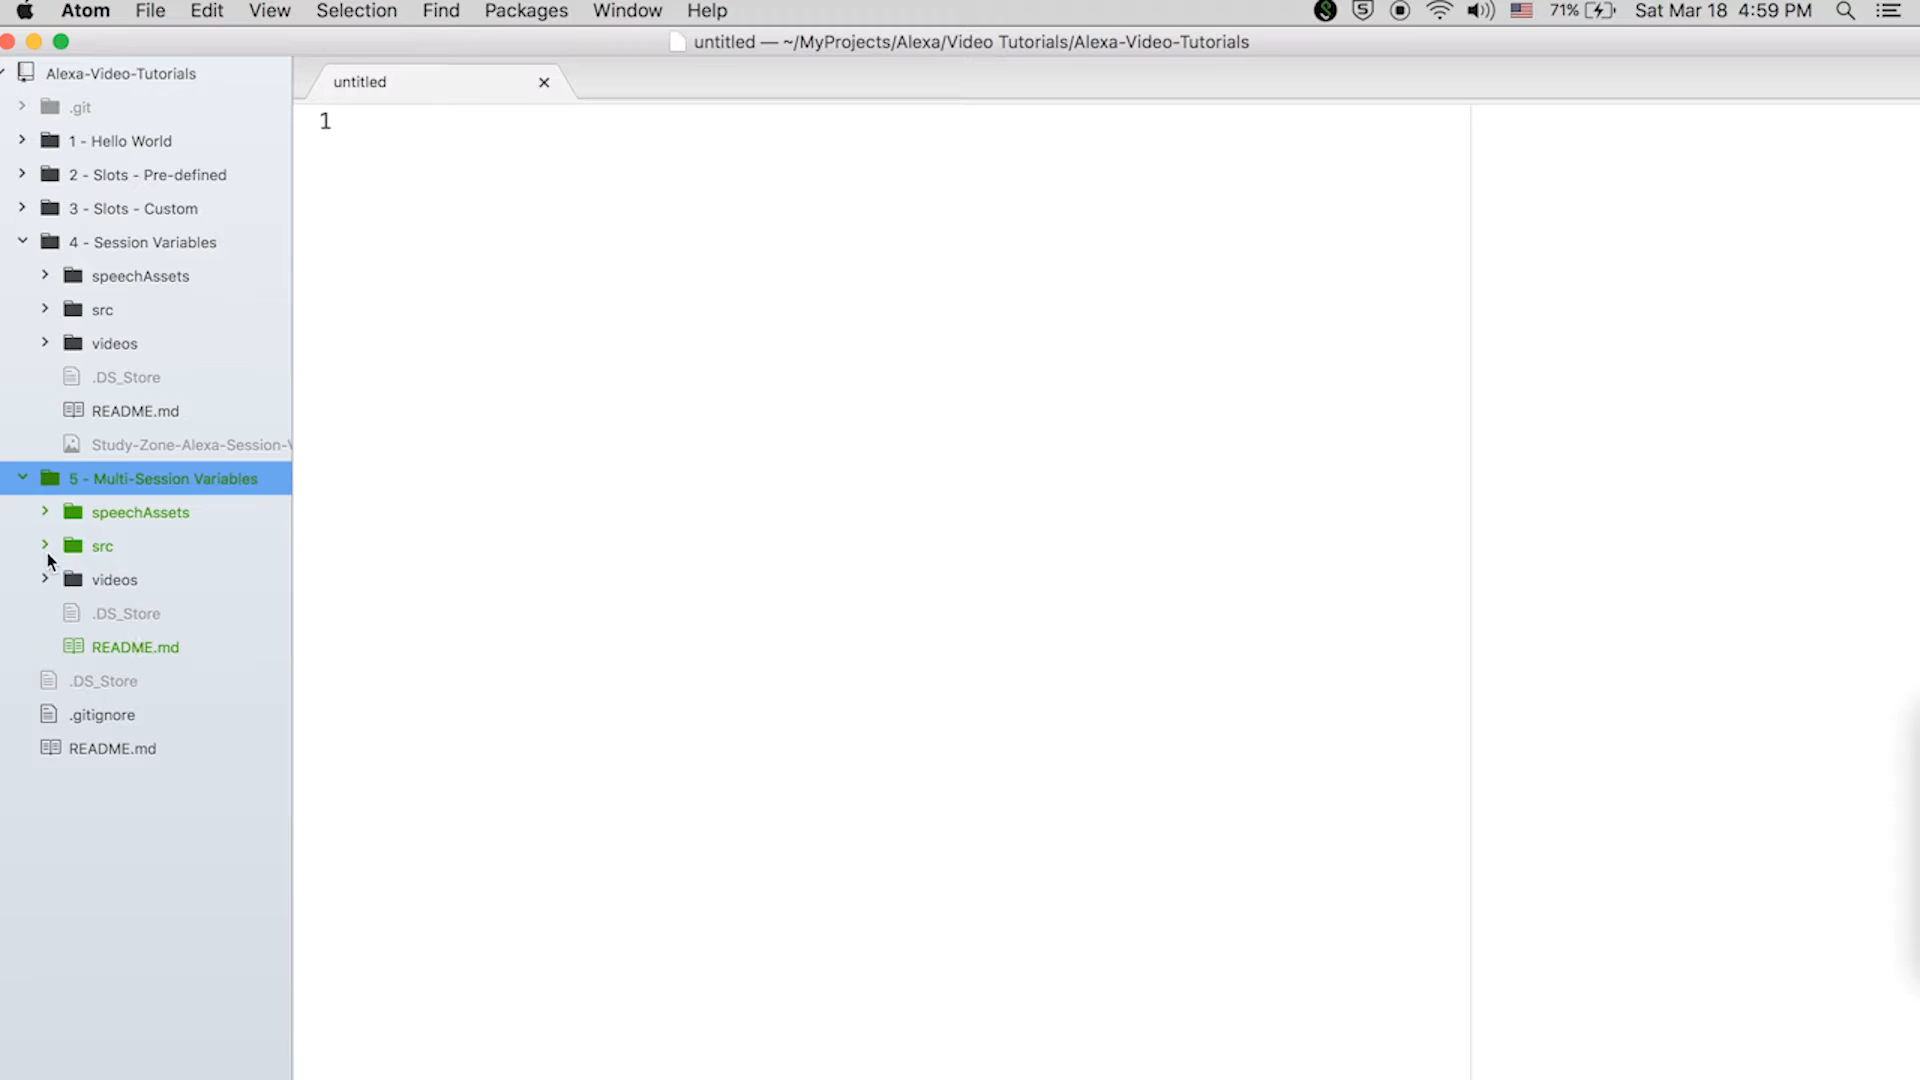 Atom File Edit View Selection Find Packages Window Help 71% Sat Mar 18 4:59 PM
untitled — ~/MyProjects/Alexa/Video Tutorials/Alexa-Video-Tutorials
Alexa-Video-Tutorials
untitled
.git
1
1 - Hello World
2 - Slots - Pre-defined
3 - Slots - Custom
4 - Session Variables
speechAssets
src
videos
.DS_Store
README.md
Study-Zone-Alexa-Session-
5 - Multi-Session Variables
speechAssets
src
videos
.DS_Store
README.md
.DS_Store
.gitignore
README.md